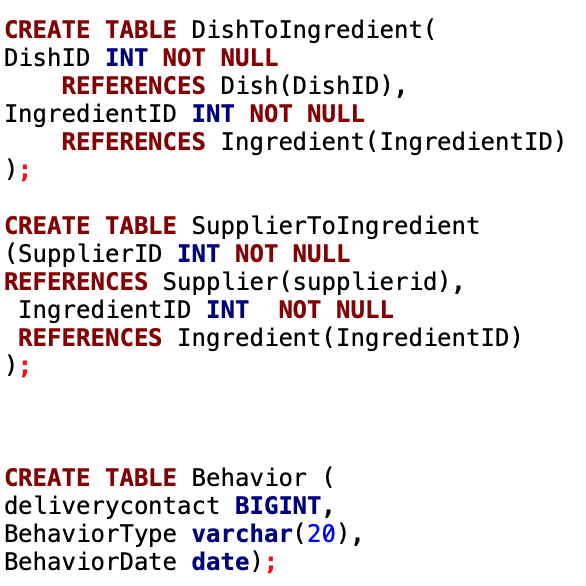 CREATE TABLE DishToIngredient(
DishID INT NOT NULL
    REFERENCES Dish(DishID),
IngredientID INT NOT NULL
    REFERENCES Ingredient(IngredientID)
);
CREATE TABLE SupplierToIngredient
(SupplierID INT NOT NULL
REFERENCES Supplier(supplierid),
 IngredientID INT  NOT NULL
 REFERENCES Ingredient(IngredientID)
);
CREATE TABLE Behavior (
deliverycontact BIGINT,
BehaviorType varchar(20),
BehaviorDate date);